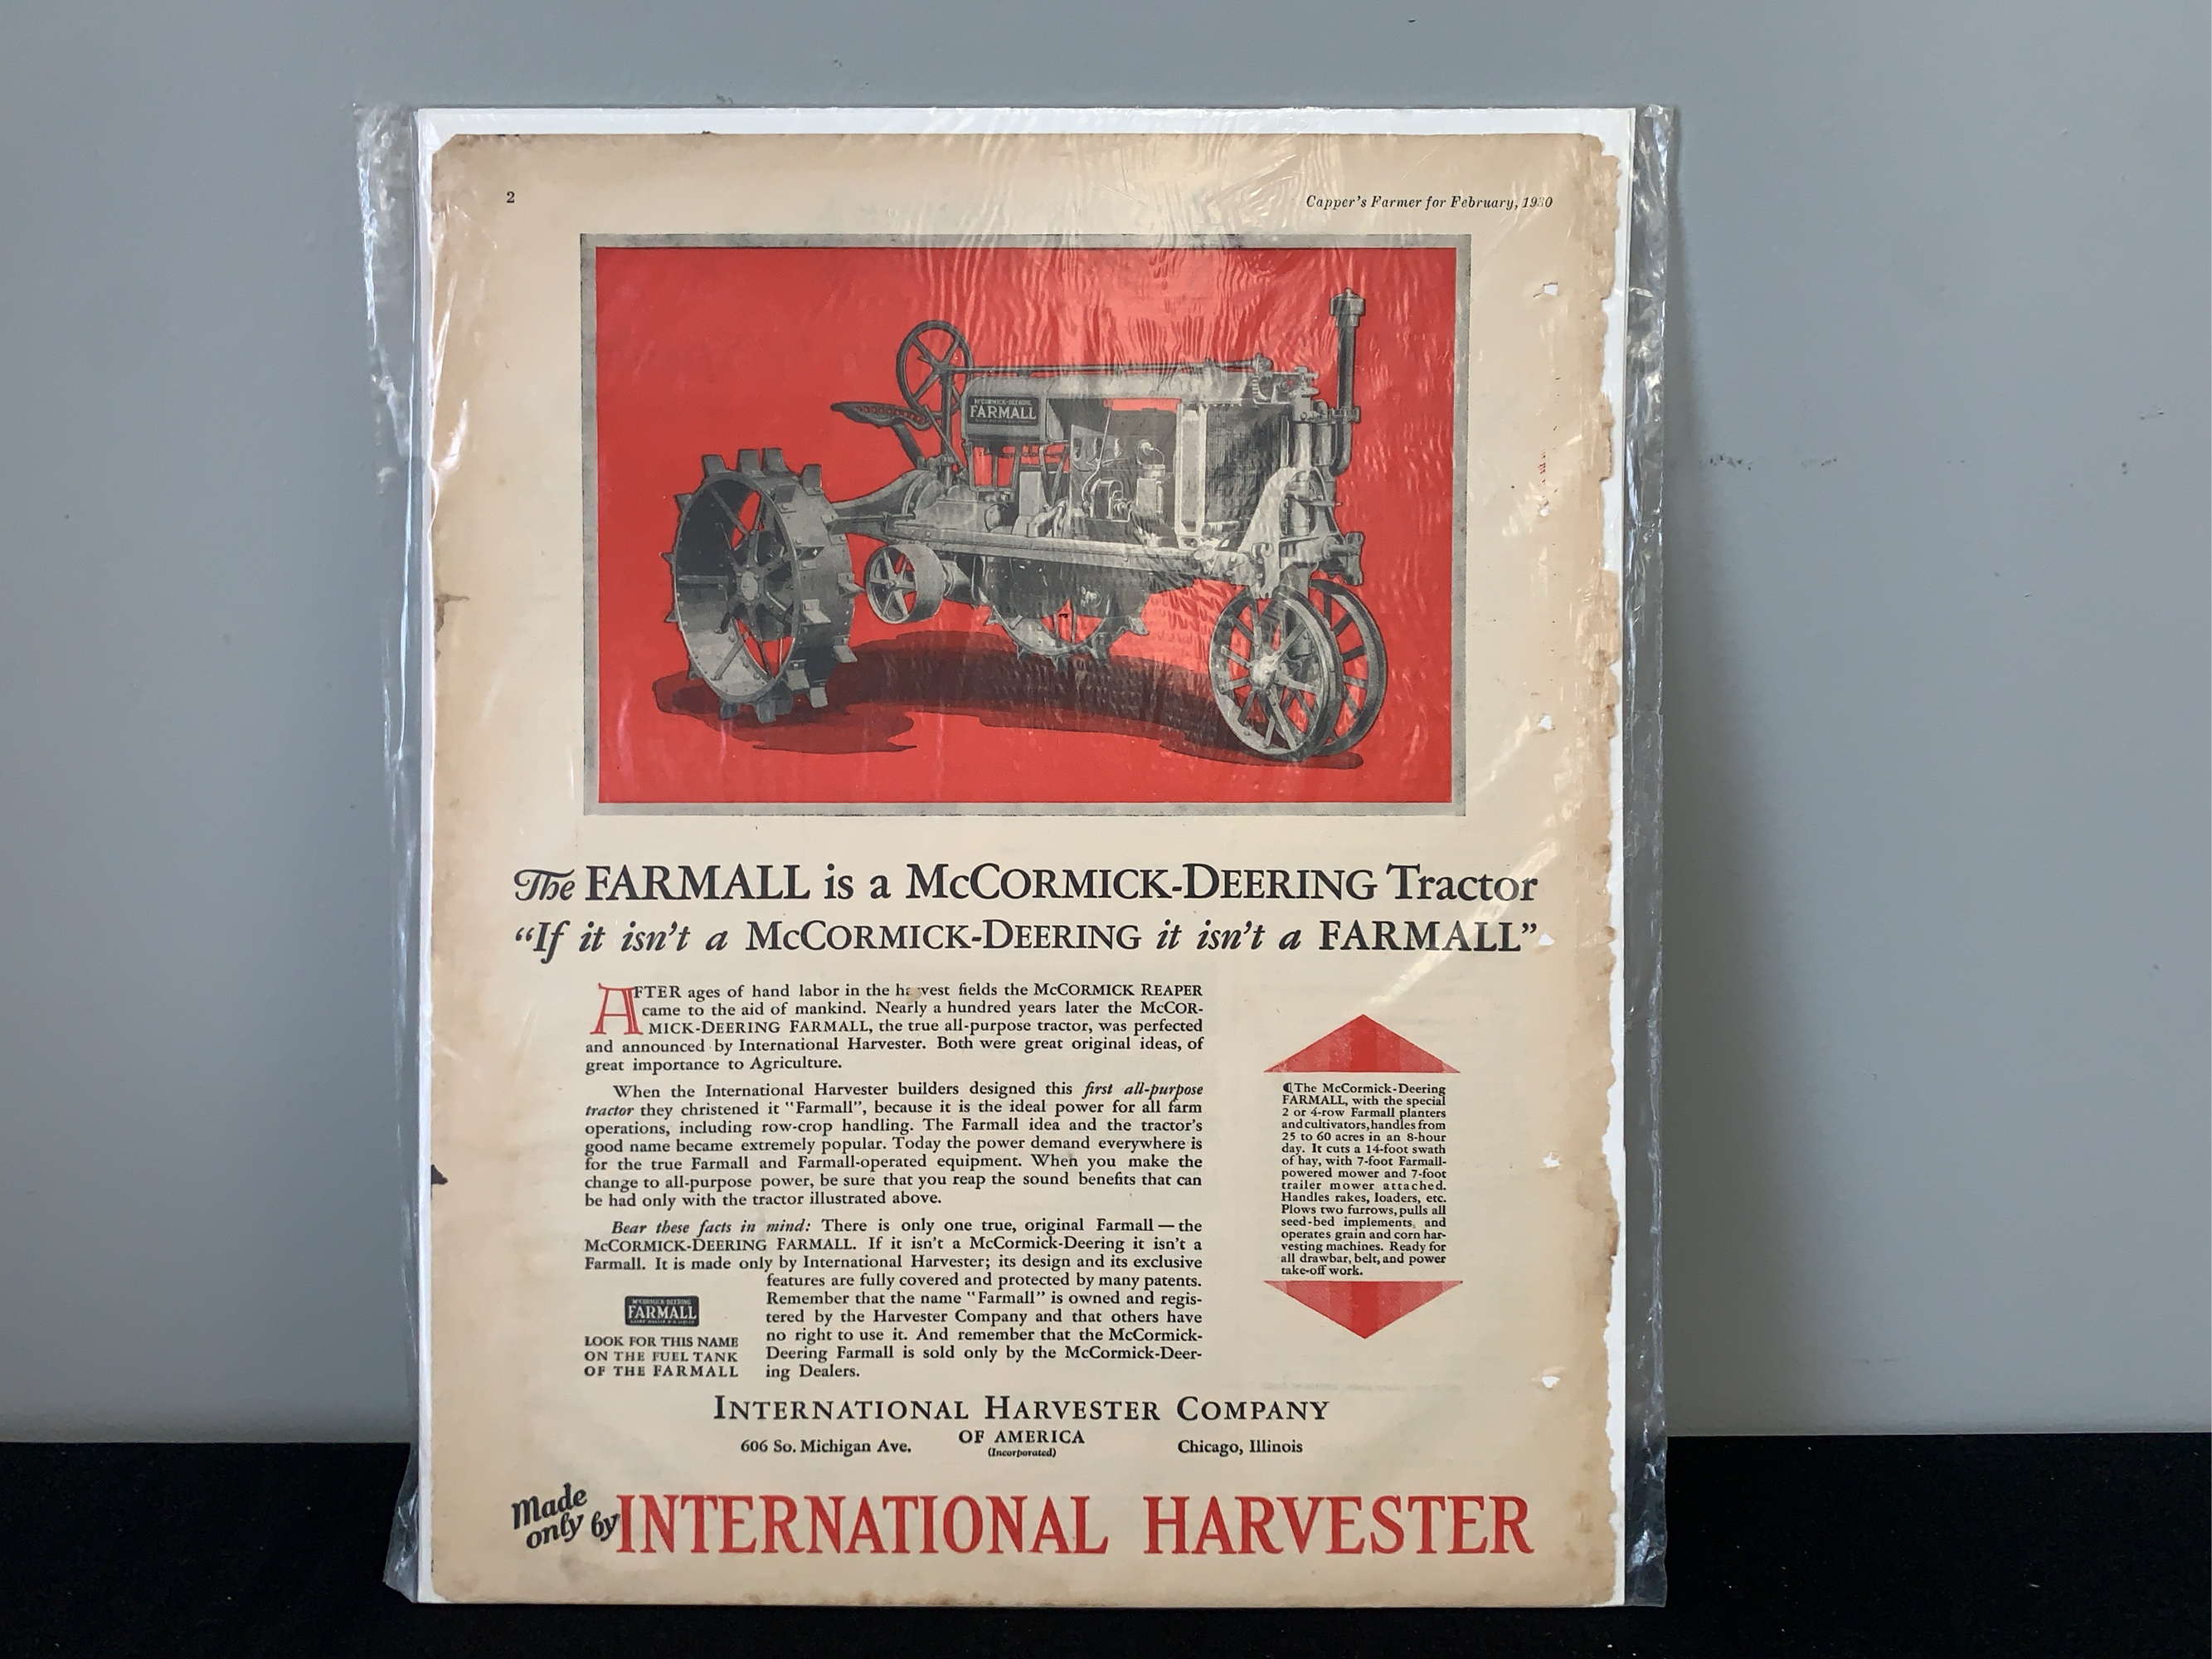 2
Capper's Farmer for February, 1930
McCORMICK-DEERING
FARMALL
The FARMALL is a McCORMICK-DEERING Tractor
“If it isn't a McCORMICK-DEERING it isn't a FARMALL”
AFTER ages of hand labor in the harvest fields the McCORMICK REAPER
came to the aid of mankind. Nearly a hundred years later the McCOR-
MICK-DEERING FARMALL, the true all-purpose tractor, was perfected
and announced by International Harvester. Both were great original ideas, of
great importance to Agriculture.
When the International Harvester builders designed this first all-purpose
tractor they christened it “Farmall”, because it is the ideal power for all farm
operations, including row-crop handling. The Farmall idea and the tractor's
good name became extremely popular. Today the power demand everywhere is
for the true Farmall and Farmall-operated equipment. When you make the
change to all-purpose power, be sure that you reap the sound benefits that can
be had only with the tractor illustrated above.
Bear these facts in mind: There is only one true, original Farmall — the
McCORMICK-DEERING FARMALL. If it isn't a McCormick-Deering it isn't a
Farmall. It is made only by International Harvester; its design and its exclusive
features are fully covered and protected by many patents.
Remember that the name “Farmall” is owned and regis-
tered by the Harvester Company and that others have
no right to use it. And remember that the McCormick-
Deering Farmall is sold only by the McCormick-Deer-
ing Dealers.
McCORMICK-DEERING
FARMALL
LOOK FOR THIS NAME
ON THE FUEL TANK
OF THE FARMALL
¶The McCormick-Deering
FARMALL, with the special
2 or 4-row Farmall planters
and cultivators, handles from
25 to 60 acres in an 8-hour
day. It cuts a 14-foot swath
of hay, with 7-foot Farmall-
powered mower and 7-foot
trailer mower attached.
Handles rakes, loaders, etc.
Plows two furrows, pulls all
seed-bed implements, and
operates grain and corn har-
vesting machines. Ready for
all drawbar, belt, and power
take-off work.
INTERNATIONAL HARVESTER COMPANY
606 So. Michigan Ave. OF AMERICA Chicago, Illinois
(Incorporated)
Made only by INTERNATIONAL HARVESTER